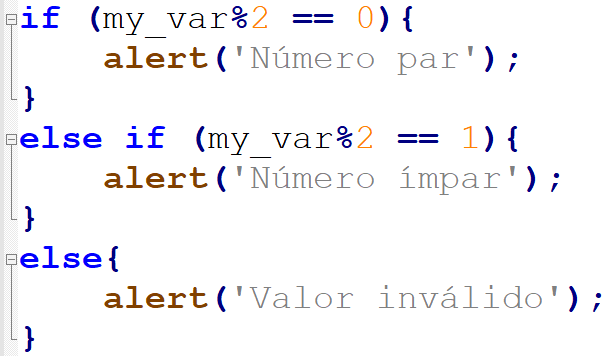 if (my_var%2 == 0){
alert('Número par');
}
else if (my_var%2 == 1){
alert('Número ímpar');
}
else{
alert('Valor inválido');
}